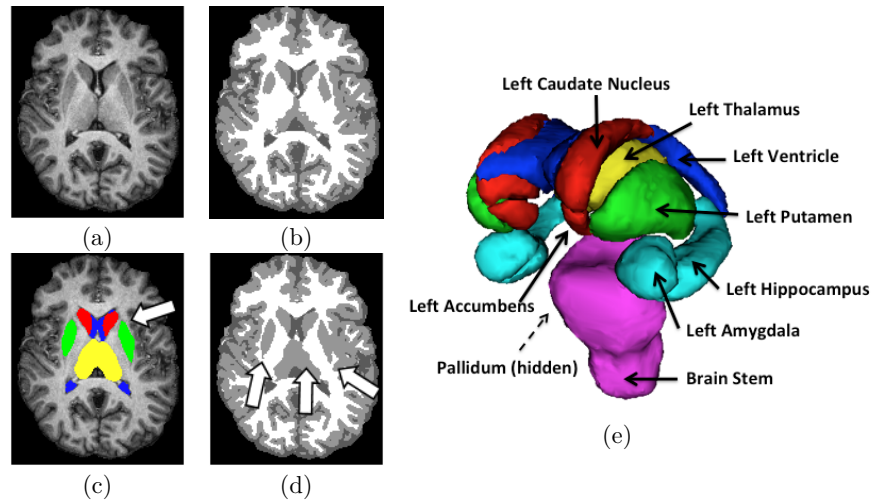 (a)
(b)
(c)
(d)
Left Caudate Nucleus
Left Thalamus
Left Ventricle
Left Putamen
Left Accumbens
Left Hippocampus
Left Amygdala
Pallidum (hidden)
Brain Stem
(e)